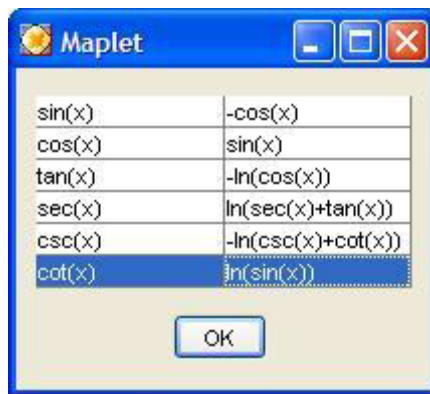 Maplet
sin(x) -cos(x)
cos(x) sin(x)
tan(x) -ln(cos(x))
sec(x) ln(sec(x)+tan(x))
csc(x) -ln(csc(x)+cot(x))
cot(x) ln(sin(x))
OK